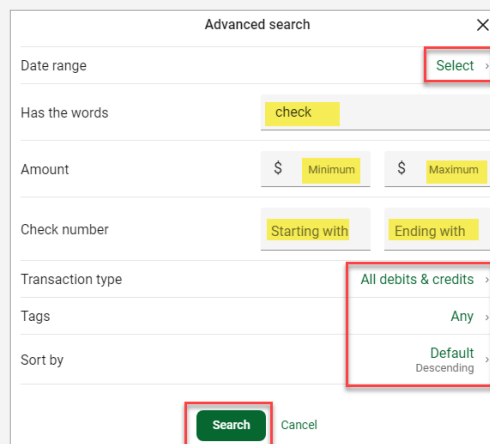 Advanced search
Date range Select
Has the words check
Amount $ Minimum $ Maximum
Check number Starting with Ending with
Transaction type All debits & credits
Tags Any
Sort by Default
Descending
Search Cancel